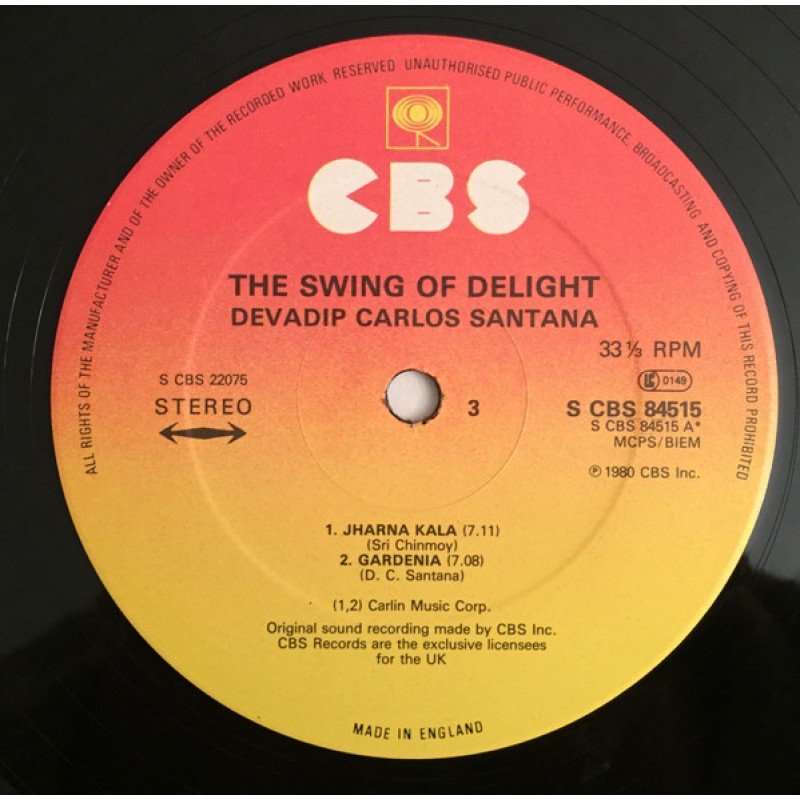 ALL RIGHTS OF THE MANUFACTURER AND OF THE OWNER OF THE RECORDED WORK RESERVED UNAUTHORISED PUBLIC PERFORMANCE, BROADCASTING AND COPYING OF THIS RECORD PROHIBITED
CBS
THE SWING OF DELIGHT
DEVADIP CARLOS SANTANA
33⅓ RPM
S CBS 22075
STEREO
LC 0149
3
S CBS 84515
S CBS 84515 A*
MCPS/BIEM
℗ 1980 CBS Inc.
1. JHARNA KALA (7.11)
(Sri Chinmoy)
2. GARDENIA (7.08)
(D. C. Santana)
(1,2) Carlin Music Corp.
Original sound recording made by CBS Inc.
CBS Records are the exclusive licensees
for the UK
MADE IN ENGLAND